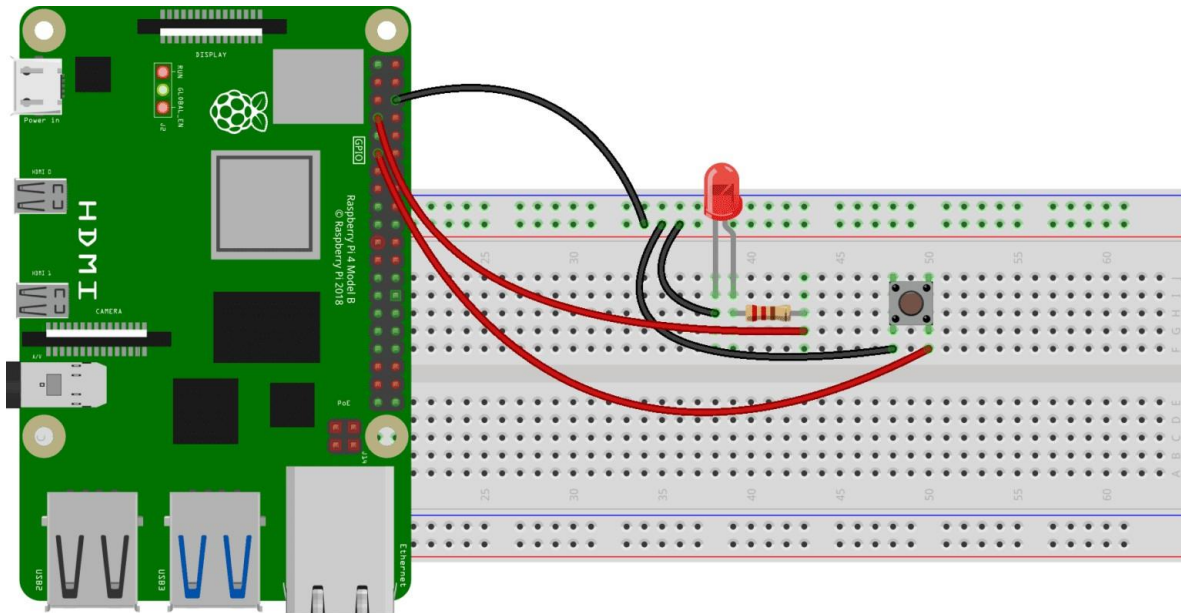 DISPLAY
Power in
RUN
GLOBAL_EN
J2
GPIO
HDMI 0
HDMI
Raspberry Pi 4 Model B
© Raspberry Pi 2018
HDMI 1
CAMERA
A/V
PoE
J14
USB2
USB3
Ethernet
25 30 35 40 45 50 55 60
J
I
H
G
F
E
D
C
B
A
25 30 35 40 45 50 55 60